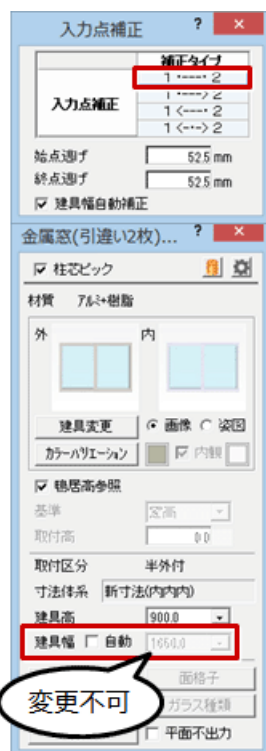 入力点補正 ? ×
補正タイプ
入力点補正
1 ・----・ 2
1 ・---> 2
1 <---・ 2
1 <-・-> 2
始点逃げ 52.5 mm
終点逃げ 52.5 mm
建具幅自動補正
金属窓(引違い2枚)... ? ×
柱芯ピック
材質 アルミ+樹脂
外 内
建具変更 画像 姿図
カラーバリエーション 内観
鴨居高参照
基準 窓高
取付高 0.0
取付区分 半外付
寸法体系 新寸法(内内内)
建具高 900.0
建具幅 自動 1650.0
変更不可
面格子
ガラス種類
平面不出力